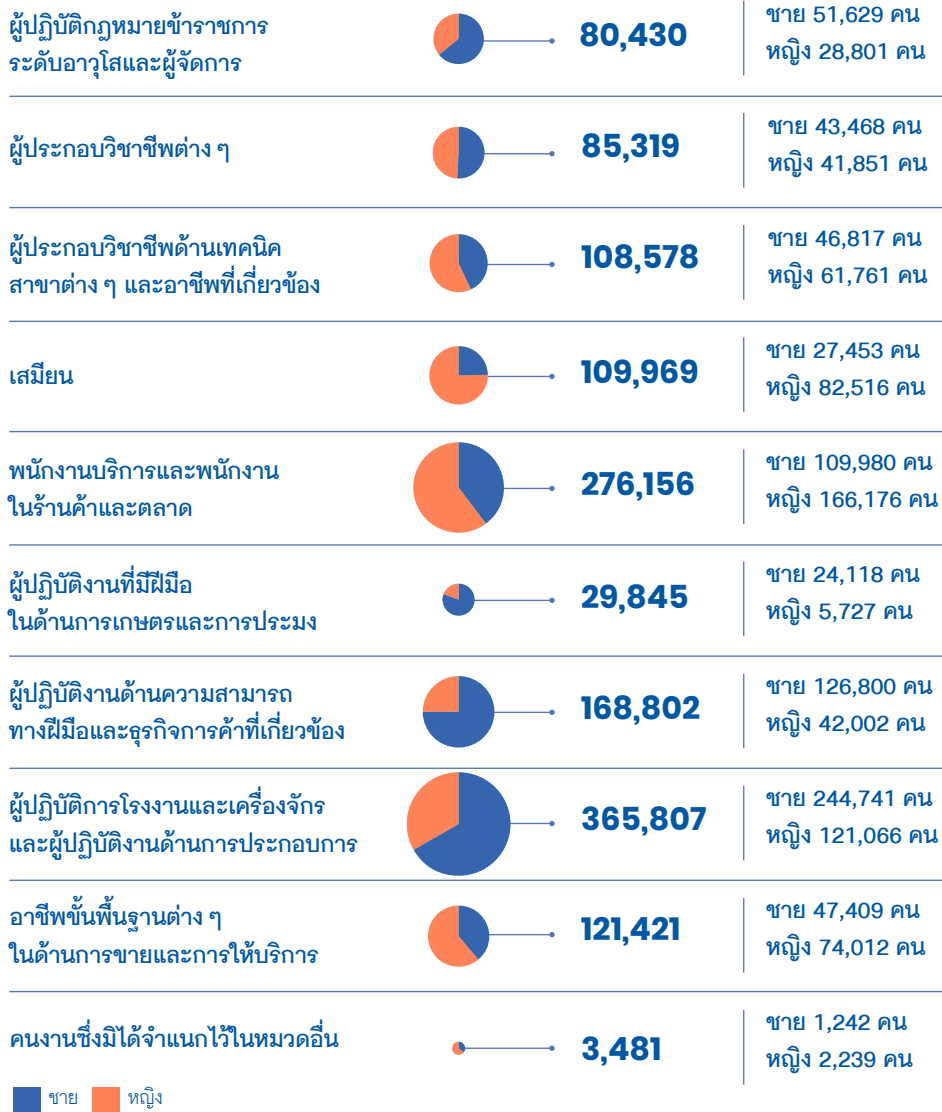 ผู้ปฏิบัติกฎหมายข้าราชการ
ระดับอาวุโสและผู้จัดการ
80,430
ชาย 51,629 คน
หญิง 28,801 คน
ผู้ประกอบวิชาชีพต่าง ๆ
85,319
ชาย 43,468 คน
หญิง 41,851 คน
ผู้ประกอบวิชาชีพด้านเทคนิค
สาขาต่าง ๆ และอาชีพที่เกี่ยวข้อง
108,578
ชาย 46,817 คน
หญิง 61,761 คน
เสมียน
109,969
ชาย 27,453 คน
หญิง 82,516 คน
พนักงานบริการและพนักงาน
ในร้านค้าและตลาด
276,156
ชาย 109,980 คน
หญิง 166,176 คน
ผู้ปฏิบัติงานที่มีฝีมือ
ในด้านการเกษตรและการประมง
29,845
ชาย 24,118 คน
หญิง 5,727 คน
ผู้ปฏิบัติงานด้านความสามารถ
ทางฝีมือและธุรกิจการค้าที่เกี่ยวข้อง
168,802
ชาย 126,800 คน
หญิง 42,002 คน
ผู้ปฏิบัติการโรงงานและเครื่องจักร
และผู้ปฏิบัติงานด้านการประกอบการ
365,807
ชาย 244,741 คน
หญิง 121,066 คน
อาชีพขั้นพื้นฐานต่าง ๆ
ในด้านการขายและการให้บริการ
121,421
ชาย 47,409 คน
หญิง 74,012 คน
คนงานซึ่งมิได้จำแนกไว้ในหมวดอื่น
3,481
ชาย 1,242 คน
หญิง 2,239 คน
ชาย หญิง